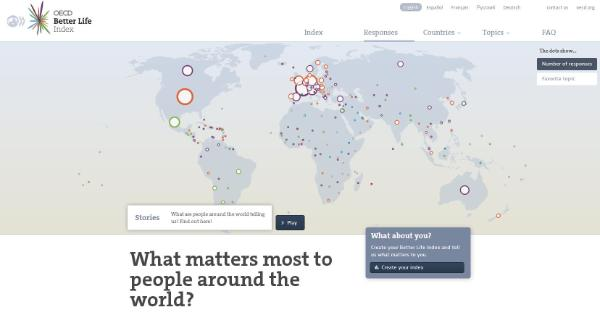 OECD
Better Life
Index
English Español Français Русский Deutsch contact us oecd.org
Index Responses Countries Topics FAQ
The dots show...
Number of responses
Favorite topic
Stories
What are people around the world telling
us? Find out here!
Play
What about you?
Create your Better Life Index and tell
us what matters to you.
Create your index
What matters most to
people around the
world?